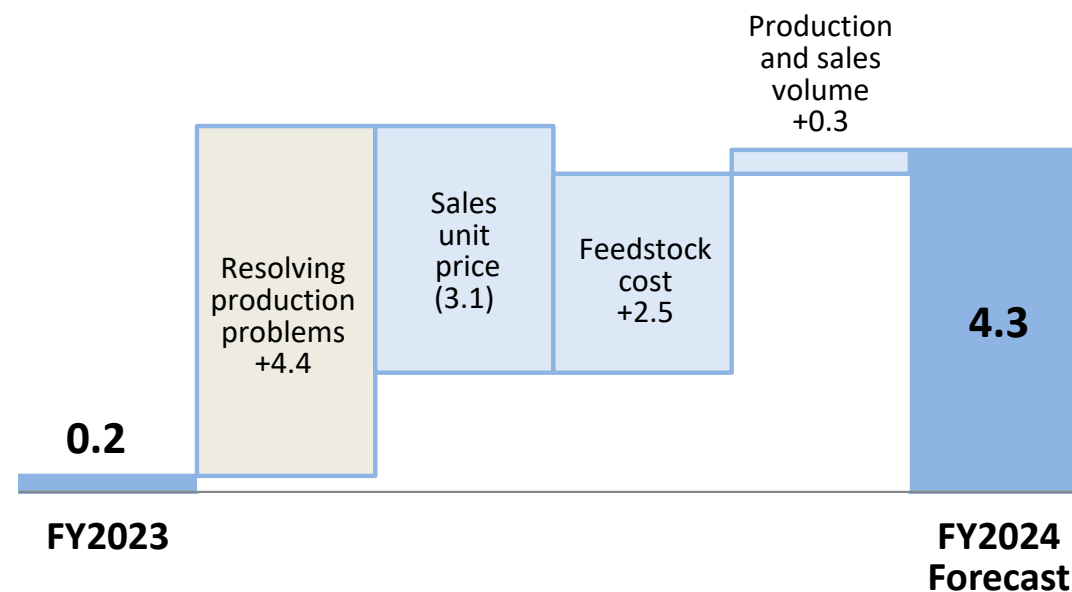 0.2
FY2023
Resolving
production
problems
+4.4
Sales
unit
price
(3.1)
Feedstock
cost
+2.5
Production
and sales
volume
+0.3
4.3
FY2024
Forecast